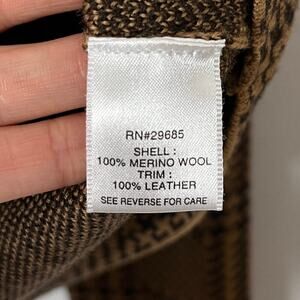 RN#29685
SHELL :
100% MERINO WOOL
TRIM :
100% LEATHER
SEE REVERSE FOR CARE